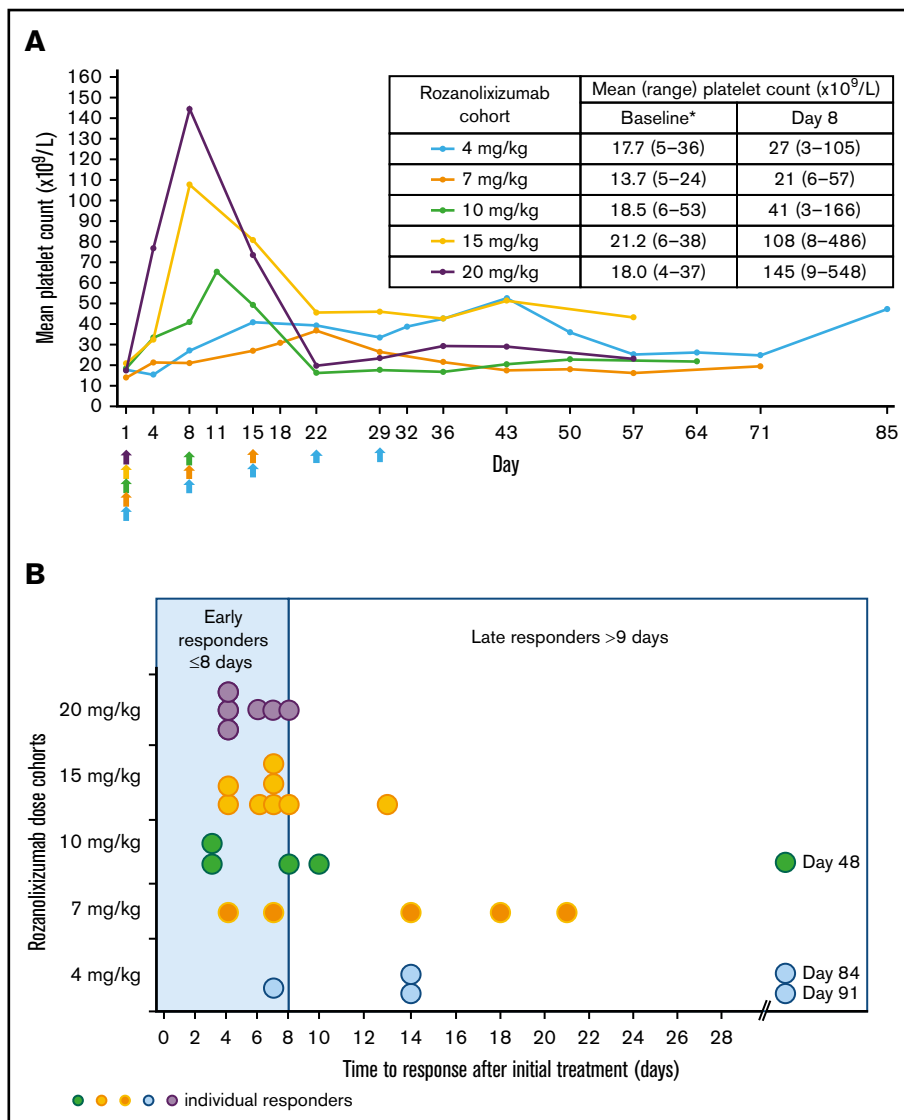 A
160
150
140
130
120
110
100
90
80
70
60
50
40
30
20
10
0
Mean platelet count (x10⁹/L)
Rozanolixizumab cohort
Mean (range) platelet count (x10⁹/L)
Baseline* Day 8
4 mg/kg 17.7 (5–36) 27 (3–105)
7 mg/kg 13.7 (5–24) 21 (6–57)
10 mg/kg 18.5 (6–53) 41 (3–166)
15 mg/kg 21.2 (6–38) 108 (8–486)
20 mg/kg 18.0 (4–37) 145 (9–548)
1 4 8 11 15 18 22 29 32 36 43 50 57 64 71 85
Day
B
Early
responders
≤8 days
Late responders >9 days
Rozanolixizumab dose cohorts
20 mg/kg
15 mg/kg
10 mg/kg
Day 48
7 mg/kg
4 mg/kg
Day 84
Day 91
0 2 4 6 8 10 12 14 16 18 20 22 24 26 28
Time to response after initial treatment (days)
individual responders